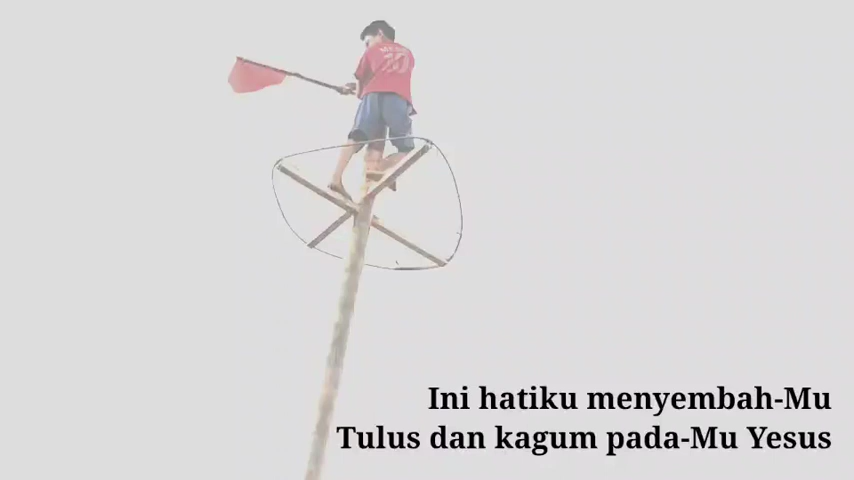 Ini hatiku menyembah-Mu
Tulus dan kagum pada-Mu Yesus